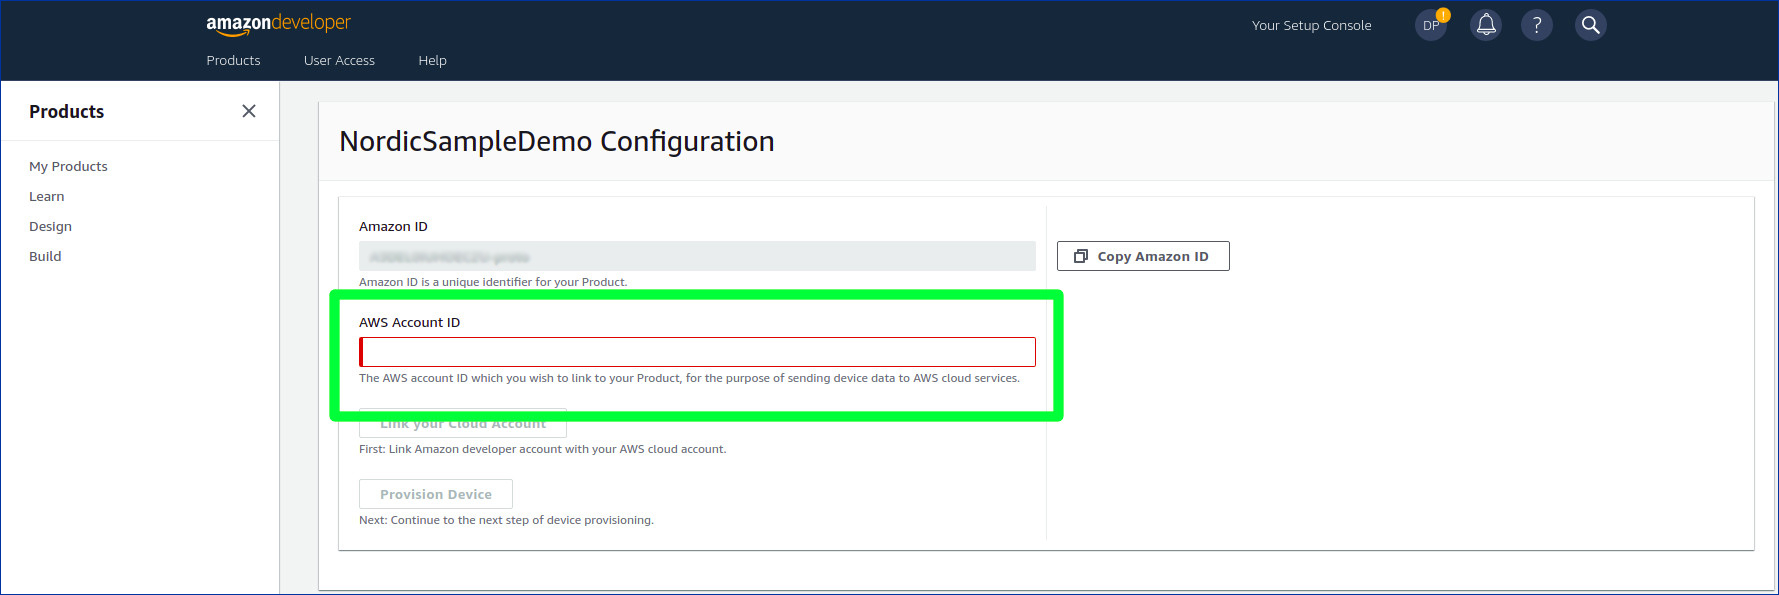 amazondeveloper
Your Setup Console
DP
!
?
Products
User Access
Help
Products
My Products
Learn
Design
Build
NordicSampleDemo Configuration
Amazon ID
Copy Amazon ID
Amazon ID is a unique identifier for your Product.
AWS Account ID
The AWS account ID which you wish to link to your Product, for the purpose of sending device data to AWS cloud services.
Link your Cloud Account
First: Link Amazon developer account with your AWS cloud account.
Provision Device
Next: Continue to the next step of device provisioning.